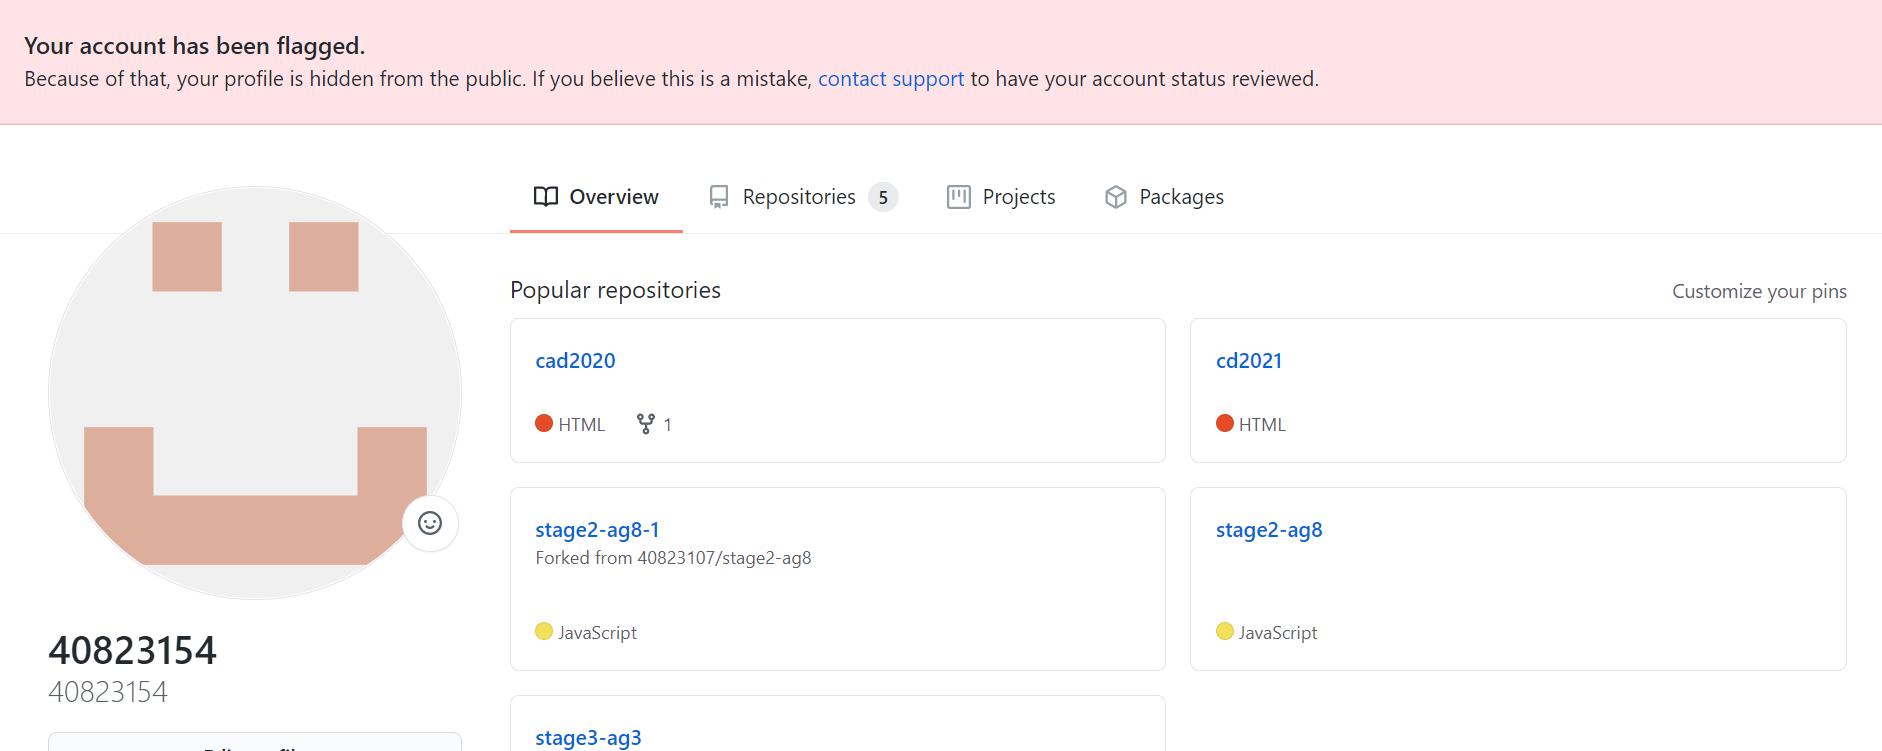 Your account has been flagged.
Because of that, your profile is hidden from the public. If you believe this is a mistake, contact support to have your account status reviewed.
Overview
Repositories 5
Projects
Packages
Popular repositories
Customize your pins
cad2020
HTML 1
cd2021
HTML
stage2-ag8-1
Forked from 40823107/stage2-ag8
JavaScript
stage2-ag8
JavaScript
40823154
40823154
stage3-ag3